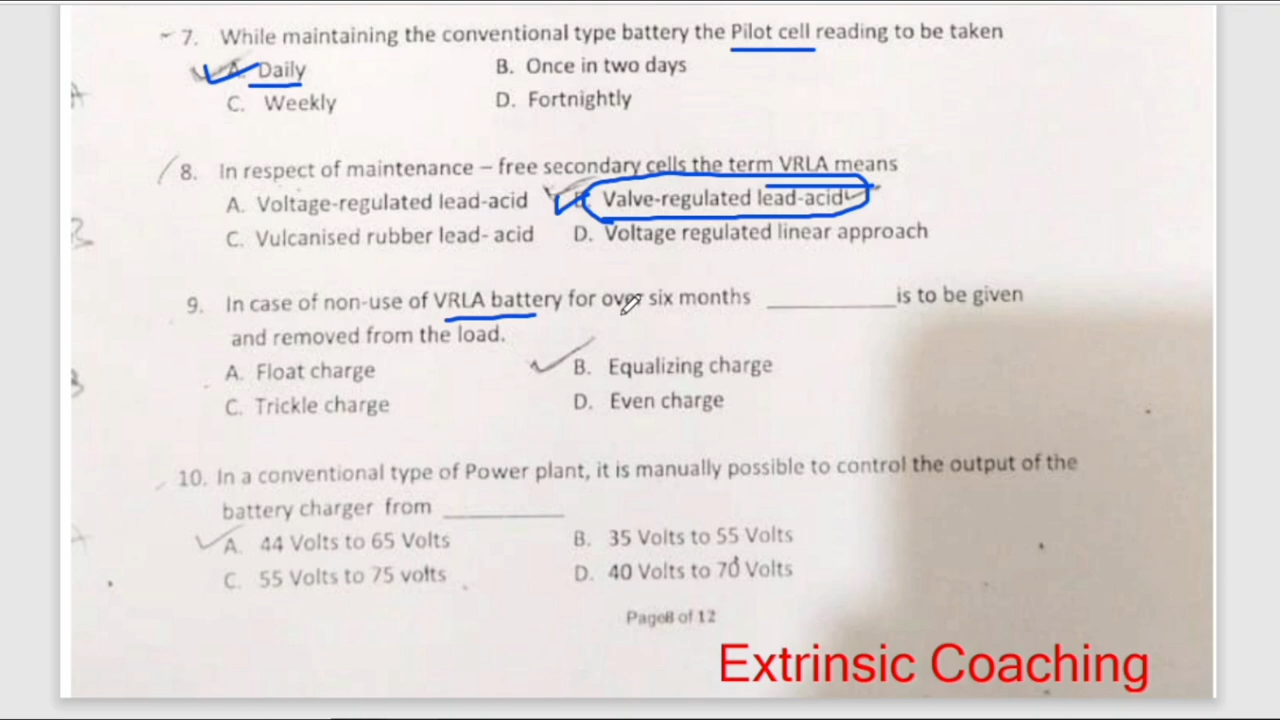 7. While maintaining the conventional type battery the Pilot cell reading to be taken
A. Daily B. Once in two days
C. Weekly D. Fortnightly
8. In respect of maintenance – free secondary cells the term VRLA means
A. Voltage-regulated lead-acid Valve-regulated lead-acid
C. Vulcanised rubber lead- acid D. Voltage regulated linear approach
9. In case of non-use of VRLA battery for over six months __________ is to be given
and removed from the load.
A. Float charge B. Equalizing charge
C. Trickle charge D. Even charge
10. In a conventional type of Power plant, it is manually possible to control the output of the
battery charger from __________
A. 44 Volts to 65 Volts B. 35 Volts to 55 Volts
C. 55 Volts to 75 volts D. 40 Volts to 70 Volts
Page8 of 12
Extrinsic Coaching